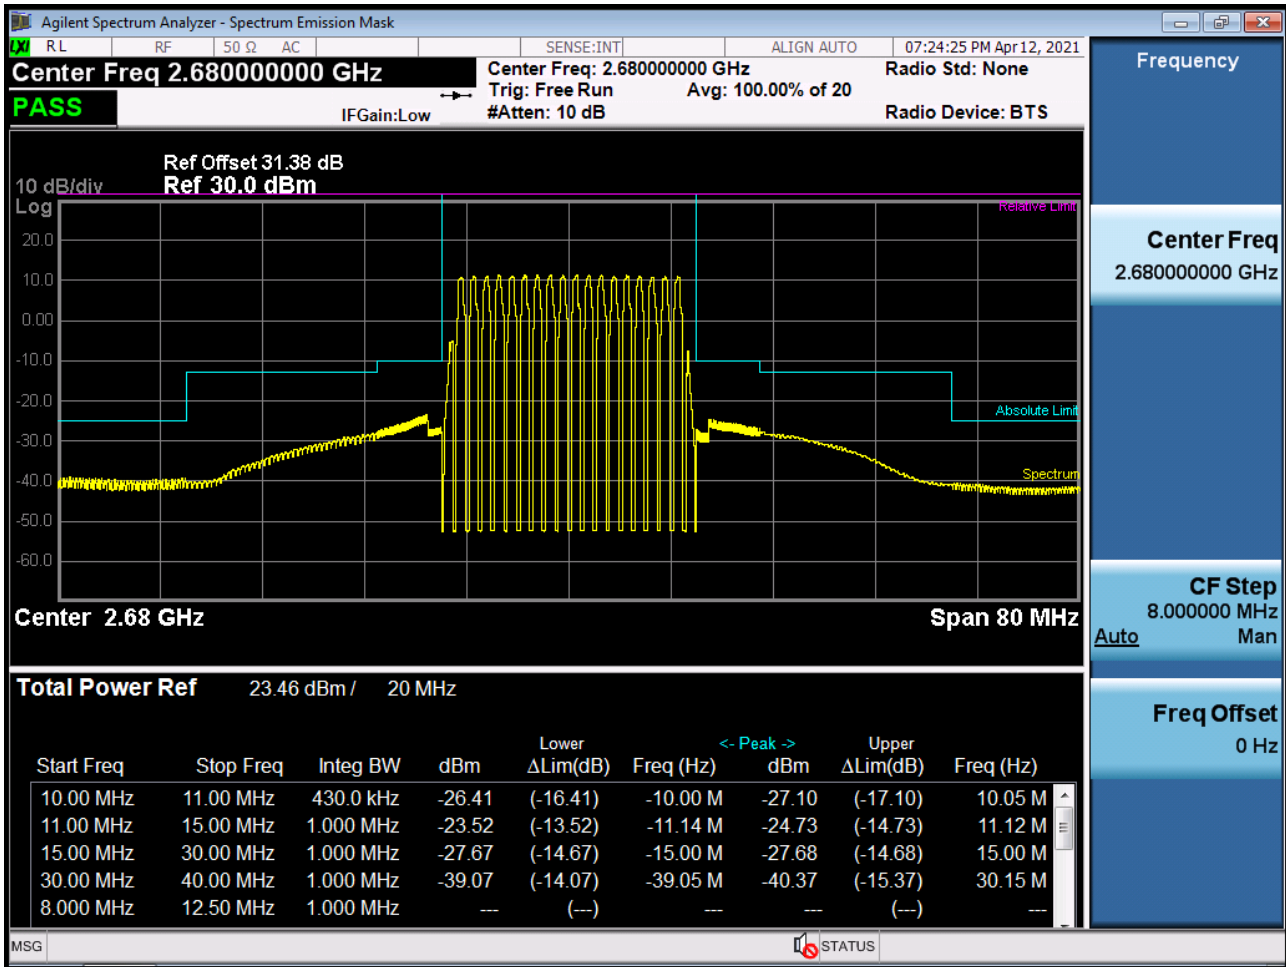 Agilent Spectrum Analyzer - Spectrum Emission Mask
LXI RL RF 50 Ω AC SENSE:INT ALIGN AUTO 07:24:25 PM Apr 12, 2021
Center Freq 2.680000000 GHz
Center Freq: 2.680000000 GHz
Radio Std: None
Trig: Free Run Avg: 100.00% of 20
PASS
IFGain:Low
#Atten: 10 dB
Radio Device: BTS
Ref Offset 31.38 dB
10 dB/div Ref 30.0 dBm
Log
Relative Limit
20.0
10.0
0.00
-10.0
-20.0
Absolute Limit
-30.0
-40.0
Spectrum
-50.0
-60.0
Center 2.68 GHz Span 80 MHz
Total Power Ref 23.46 dBm / 20 MHz
Lower <- Peak -> Upper
Start Freq Stop Freq Integ BW dBm ΔLim(dB) Freq (Hz) dBm ΔLim(dB) Freq (Hz)
10.00 MHz 11.00 MHz 430.0 kHz -26.41 (-16.41) -10.00 M -27.10 (-17.10) 10.05 M
11.00 MHz 15.00 MHz 1.000 MHz -23.52 (-13.52) -11.14 M -24.73 (-14.73) 11.12 M
15.00 MHz 30.00 MHz 1.000 MHz -27.67 (-14.67) -15.00 M -27.68 (-14.68) 15.00 M
30.00 MHz 40.00 MHz 1.000 MHz -39.07 (-14.07) -39.05 M -40.37 (-15.37) 30.15 M
8.000 MHz 12.50 MHz 1.000 MHz --- (---) --- --- (---) ---
MSG STATUS
Frequency
Center Freq
2.680000000 GHz
CF Step
8.000000 MHz
Auto Man
Freq Offset
0 Hz